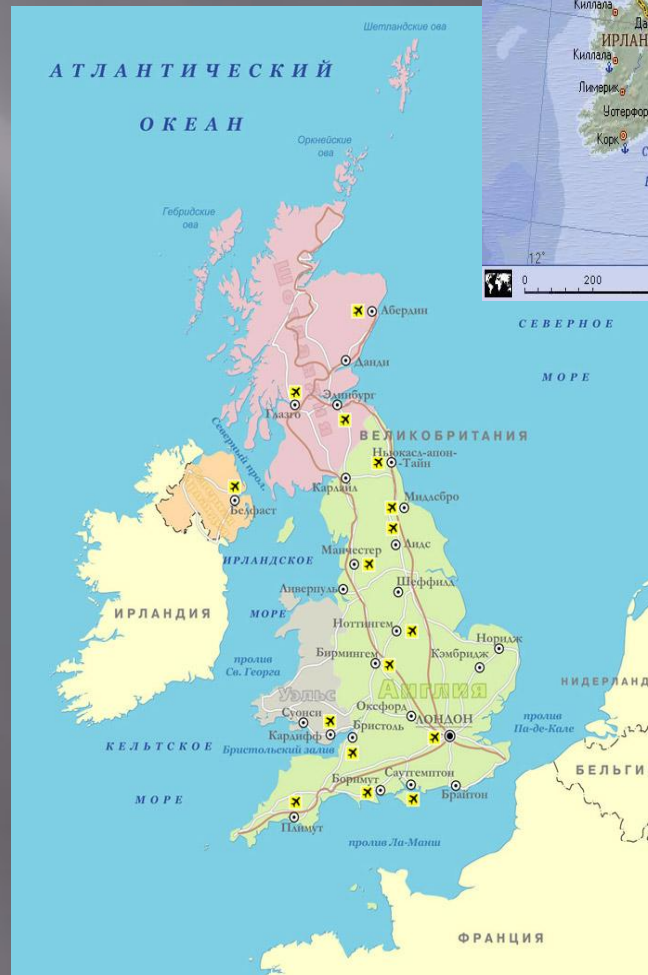 Киллала
ИРЛАН
Киллала
Лимерик
Корк
12°
0 200
Шетландские ова
АТЛАНТИЧЕСКИЙ
ОКЕАН
Оркнейские
ова
Гебридские
ова
СЕВЕРНОЕ
МОРЕ
Шотландия
Абердин
Данди
Эдинбург
Глазго
ВЕЛИКОБРИТАНИЯ
Ньюкасл-апон-
-Тайн
Северный прол.
Карлайл
Белфаст
Мидлсбро
ИРЛАНДСКОЕ
МОРЕ
Лидс
Манчестер
Ливерпуль
Шеффилд
ИРЛАНДИЯ
Ноттингем
Норидж
Бирмингем
Кэмбридж
пролив
Св. Георга
НИДЕРЛАНД
Уэльс
Англия
Оксфорд
ЛОНДОН
Суонси
Кардифф
Бристоль
пролив
Па-де-Кале
КЕЛЬТСКОЕ
МОРЕ
Бристольский залив
БЕЛЬГИ
Борнмут
Саутгемптон
Брайтон
Плимут
пролив Ла-Манш
ФРАНЦИЯ